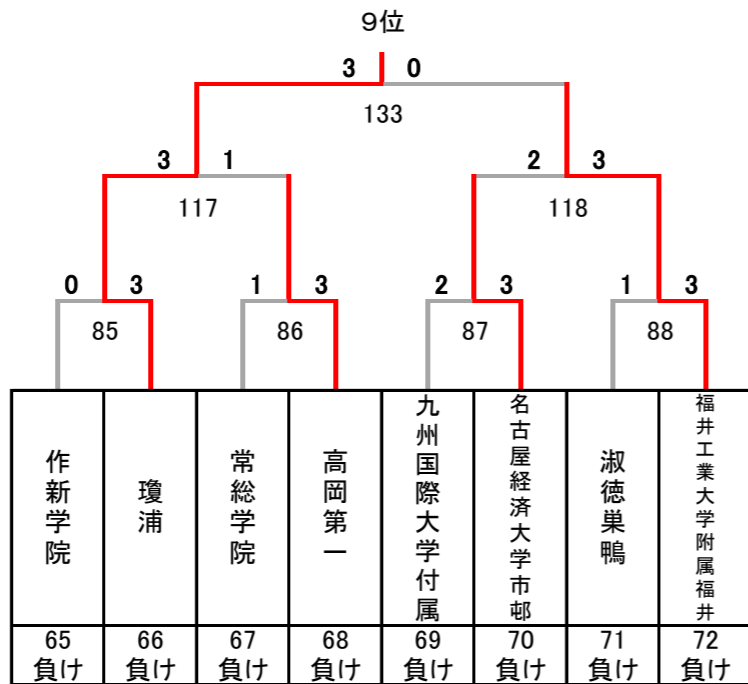 9位
3 0
133
3 1 2 3
117 118
0 3 1 3 2 3 1 3
85 86 87 88
作新学院
瓊浦
常総学院
高岡第一
九州国際大学付属
名古屋経済大学市邨
淑徳巣鴨
福井工業大学附属福井
65 66 67 68 69 70 71 72
負け 負け 負け 負け 負け 負け 負け 負け